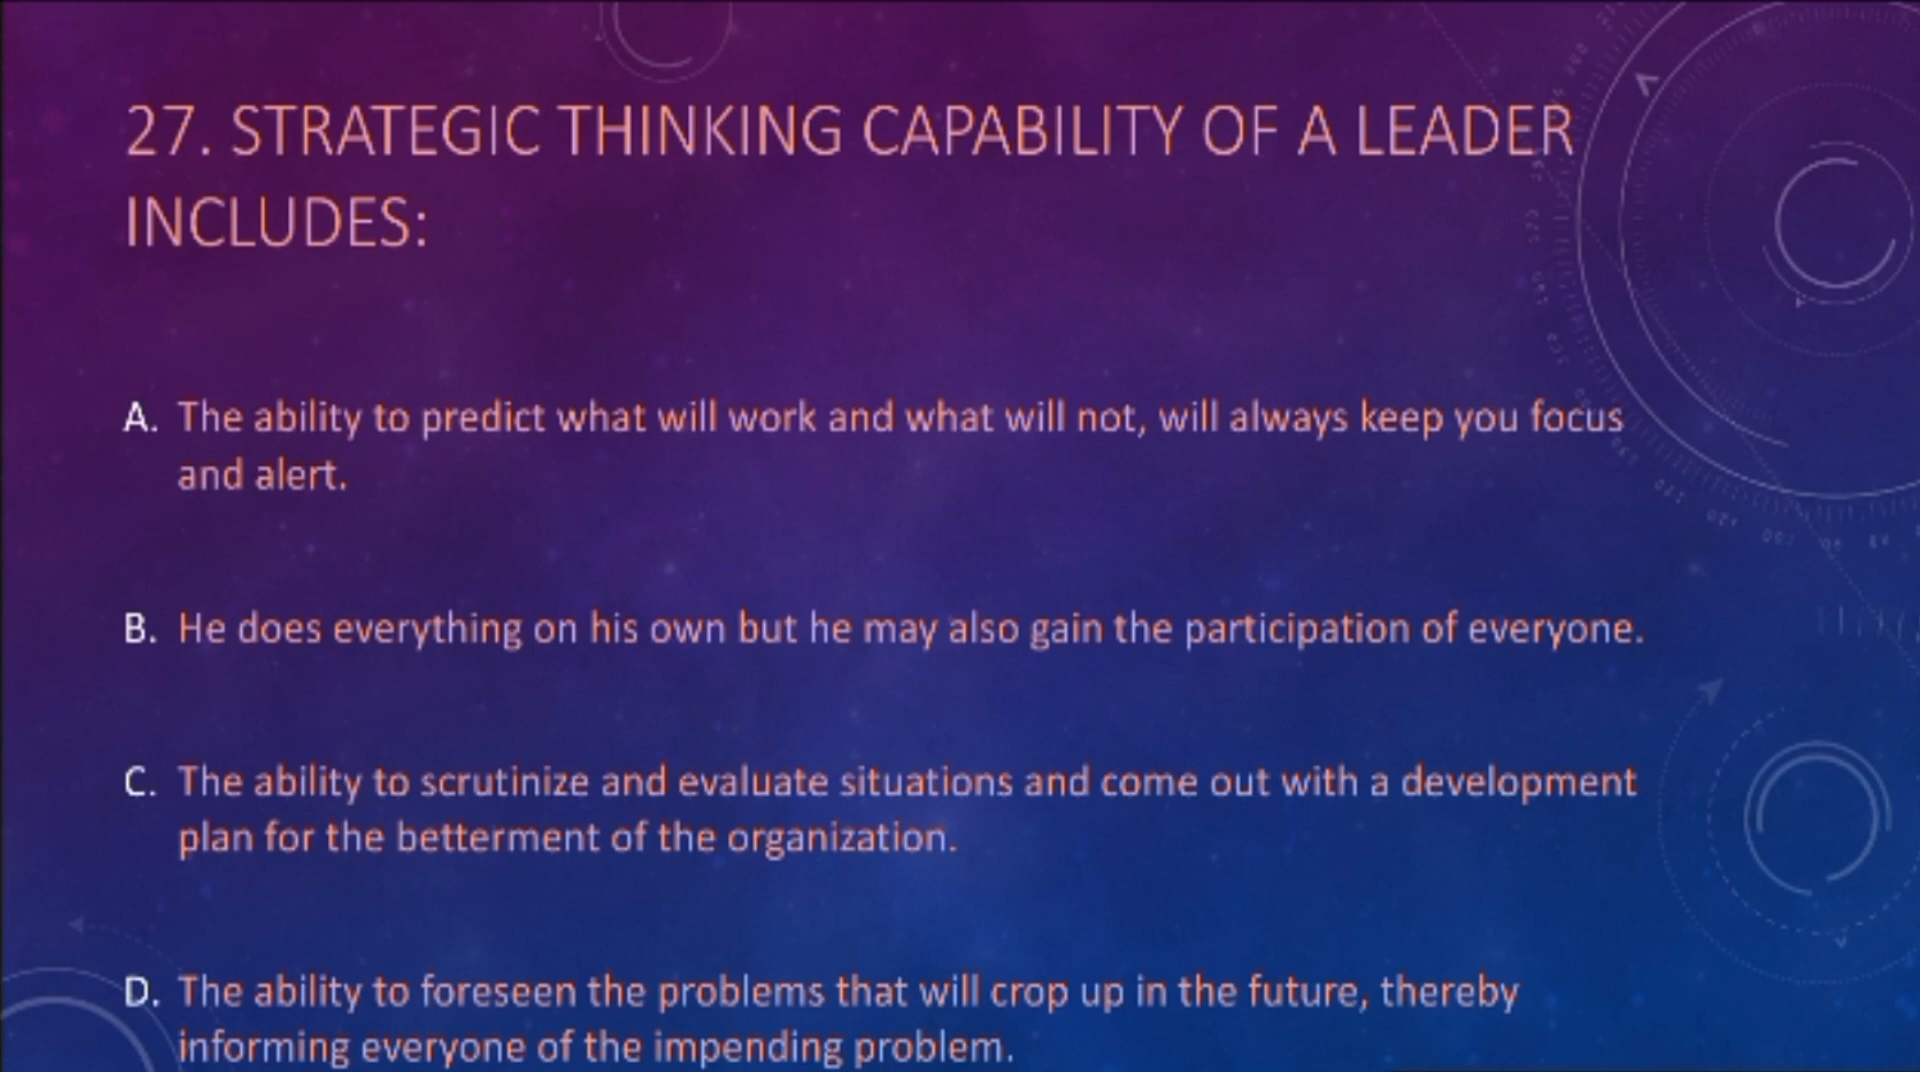 27. STRATEGIC THINKING CAPABILITY OF A LEADER
INCLUDES:
A. The ability to predict what will work and what will not, will always keep you focus
and alert.
B. He does everything on his own but he may also gain the participation of everyone.
C. The ability to scrutinize and evaluate situations and come out with a development
plan for the betterment of the organization.
D. The ability to foreseen the problems that will crop up in the future, thereby
informing everyone of the impending problem.